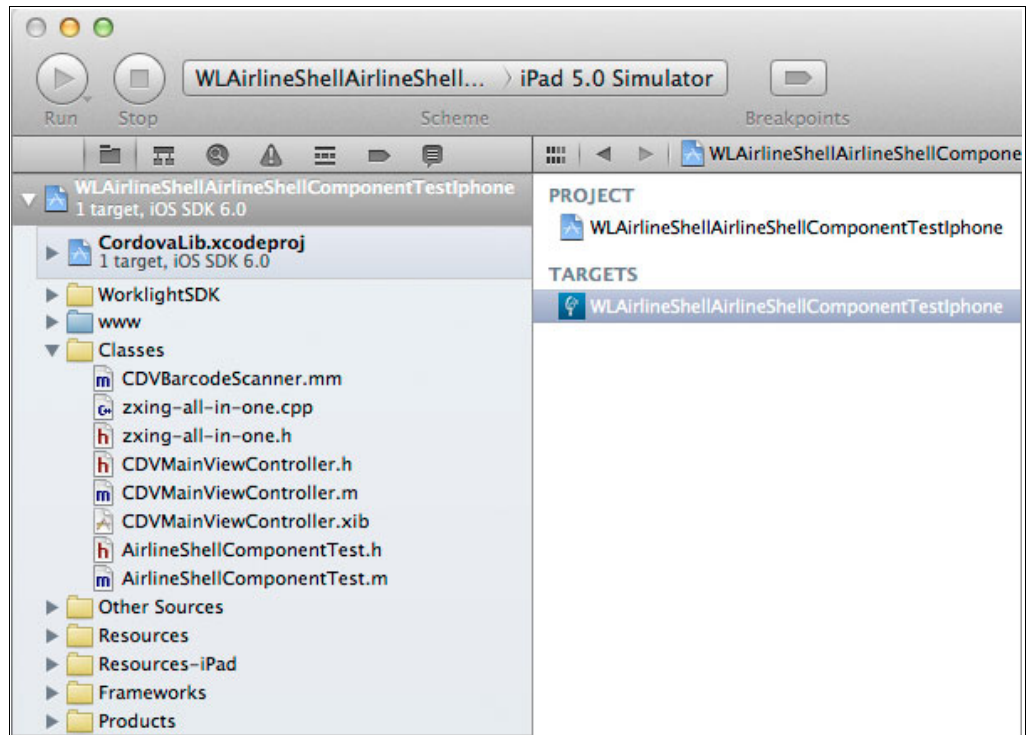 WLAirlineShellAirlineShell... iPad 5.0 Simulator
Run Stop Scheme Breakpoints
WLAirlineShellAirlineShellCompone
WLAirlineShellAirlineShellComponentTestIphone
1 target, iOS SDK 6.0
CordovaLib.xcodeproj
1 target, iOS SDK 6.0
WorklightSDK
www
Classes
m CDVBarcodeScanner.mm
C+ zxing-all-in-one.cpp
h zxing-all-in-one.h
h CDVMainViewController.h
m CDVMainViewController.m
CDVMainViewController.xib
h AirlineShellComponentTest.h
m AirlineShellComponentTest.m
Other Sources
Resources
Resources-iPad
Frameworks
Products
PROJECT
WLAirlineShellAirlineShellComponentTestIphone
TARGETS
WLAirlineShellAirlineShellComponentTestIphone